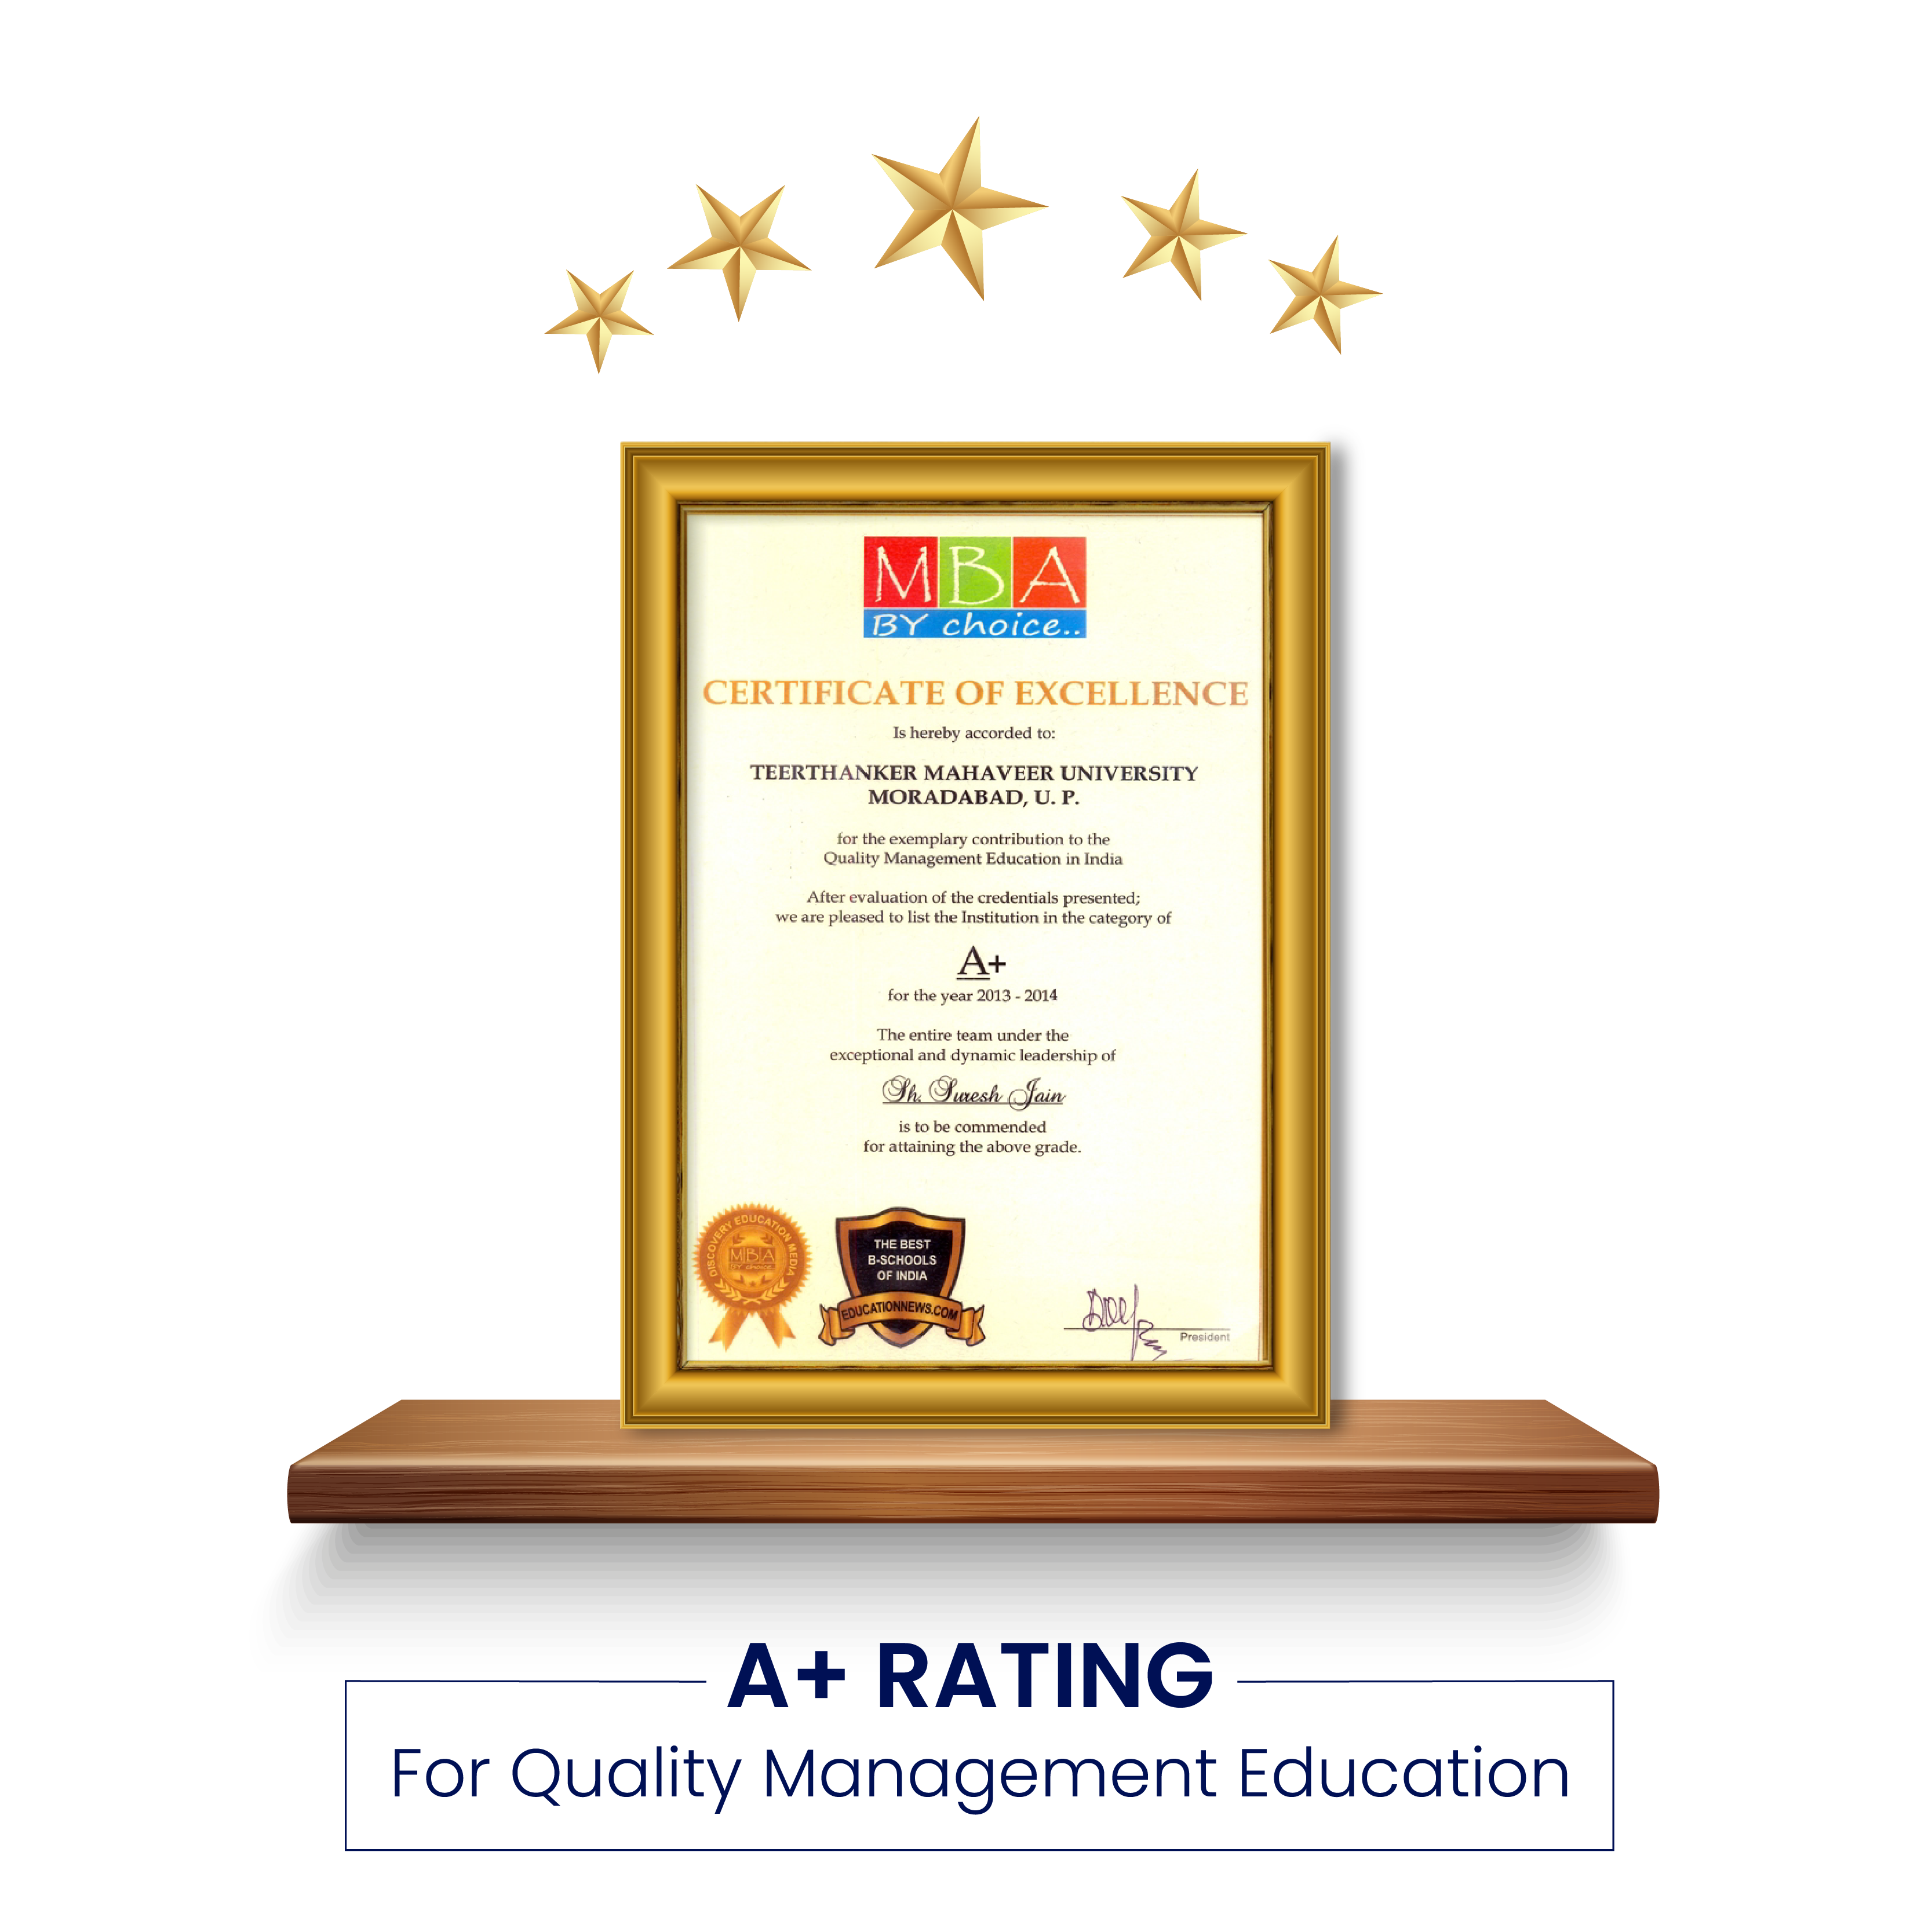 MBA
BY choice..
CERTIFICATE OF EXCELLENCE
Is hereby accorded to:
TEERTHANKER MAHAVEER UNIVERSITY
MORADABAD, U. P.
for the exemplary contribution to the
Quality Management Education in India
After evaluation of the credentials presented;
we are pleased to list the Institution in the category of
A+
for the year 2013 - 2014
The entire team under the
exceptional and dynamic leadership of
Sh. Suresh Jain
is to be commended
for attaining the above grade.
DISCOVERY EDUCATION MEDIA
MBA
BY choice..
THE BEST
B-SCHOOLS
OF INDIA
EDUCATIONNEWS.COM
President
A+ RATING
For Quality Management Education